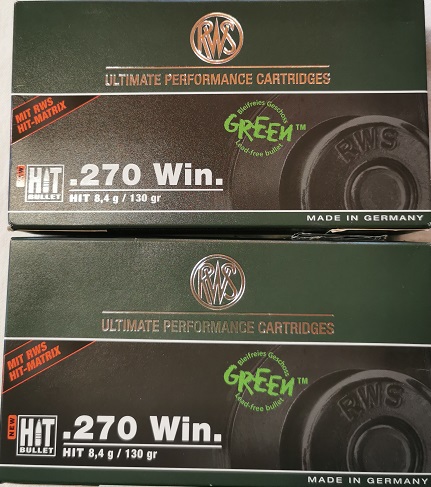 RWS
ULTIMATE PERFORMANCE CARTRIDGES
MIT RWS
HIT-MATRIX
Bleifreies Geschoss
GREEN™
Lead-free bullet
RWS
NEW
HIT
BULLET
.270 Win.
HIT 8,4 g / 130 gr
MADE IN GERMANY
RWS
ULTIMATE PERFORMANCE CARTRIDGES
MIT RWS
HIT-MATRIX
Bleifreies Geschoss
GREEN™
Lead-free bullet
RWS
NEW
HIT
BULLET
.270 Win.
HIT 8,4 g / 130 gr
MADE IN GERMANY